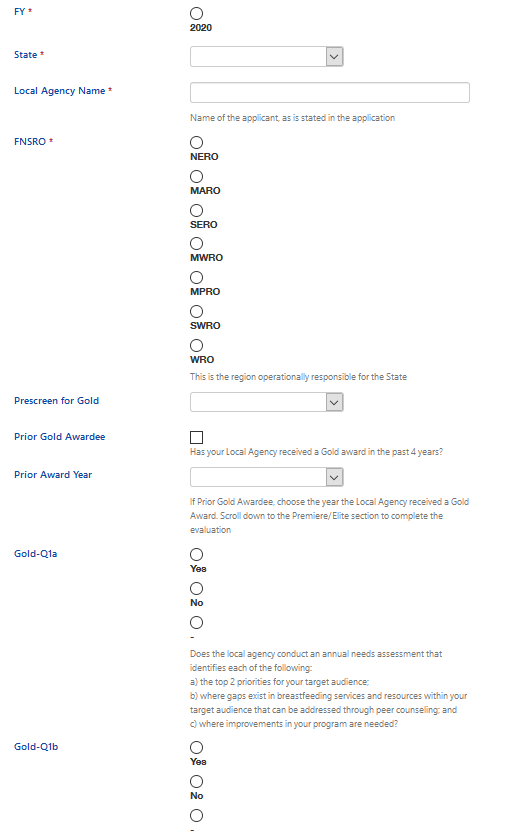 FY *
2020
State *
Local Agency Name *
Name of the applicant, as is stated in the application
FNSRO *
NERO
MARO
SERO
MWRO
MPRO
SWRO
WRO
This is the region operationally responsible for the State
Prescreen for Gold
Prior Gold Awardee
Has your Local Agency received a Gold award in the past 4 years?
Prior Award Year
If Prior Gold Awardee, choose the year the Local Agency received a Gold
Award. Scroll down to the Premiere/Elite section to complete the
evaluation
Gold-Q1a
Yes
No
-
Does the local agency conduct an annual needs assessment that
identifies each of the following:
a) the top 2 priorities for your target audience;
b) where gaps exist in breastfeeding services and resources within your
target audience that can be addressed through peer counseling; and
c) where improvements in your program are needed?
Gold-Q1b
Yes
No
-